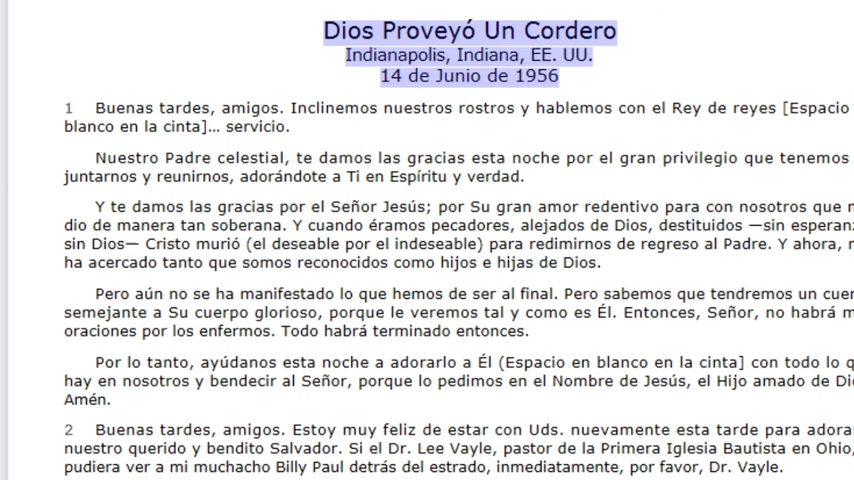 Dios Proveyó Un Cordero
Indianapolis, Indiana, EE. UU.
14 de Junio de 1956
1 Buenas tardes, amigos. Inclinemos nuestros rostros y hablemos con el Rey de reyes [Espacio
blanco en la cinta]... servicio.
Nuestro Padre celestial, te damos las gracias esta noche por el gran privilegio que tenemos
juntarnos y reunirnos, adorándote a Ti en Espíritu y verdad.
Y te damos las gracias por el Señor Jesús; por Su gran amor redentivo para con nosotros que
dio de manera tan soberana. Y cuando éramos pecadores, alejados de Dios, destituidos —sin
sin Dios— Cristo murió (el deseable por el indeseable) para redimirnos de regreso al Padre. Y ahora,
ha acercado tanto que somos reconocidos como hijos e hijas de Dios.
Pero aún no se ha manifestado lo que hemos de ser al final. Pero sabemos que tendremos un
semejante a Su cuerpo glorioso, porque le veremos tal y como es Él. Entonces, Señor, no habrá
oraciones por los enfermos. Todo habrá terminado entonces.
Por lo tanto, ayúdanos esta noche a adorarlo a Él (Espacio en blanco en la cinta] con todo lo
hay en nosotros y bendecir al Señor, porque lo pedimos en el Nombre de Jesús, el Hijo amado de
Amén.
2 Buenas tardes, amigos. Estoy muy feliz de estar con Uds. nuevamente esta tarde para
nuestro querido y bendito Salvador. Si el Dr. Lee Vayle, pastor de la Primera Iglesia Bautista en Ohio,
pudiera ver a mi muchacho Billy Paul detrás del estrado, inmediatamente, por favor, Dr. Vayle.